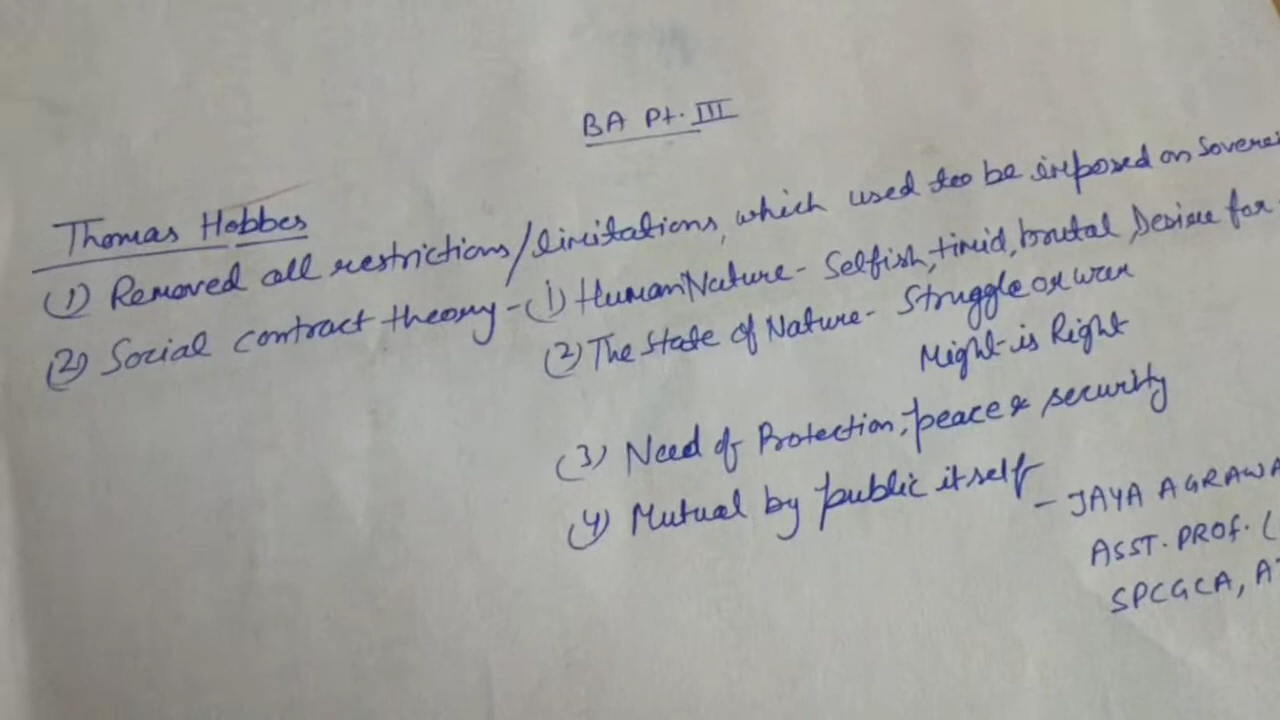 BA Pt. III
Thomas Hobbes
(1) Removed all restrictions/limitations, which used too be imposed on Soverei
(2) Social contract theory - (1) Human Nature - Selfish, timid, brutal, Desire for
(2) The State of Nature - Struggle or war
Might is Right
(3) Need of Protection, peace & security
(4) Mutual by public itself
- JAYA AGRAWA
ASST. PROF. (
SPCGCA, A